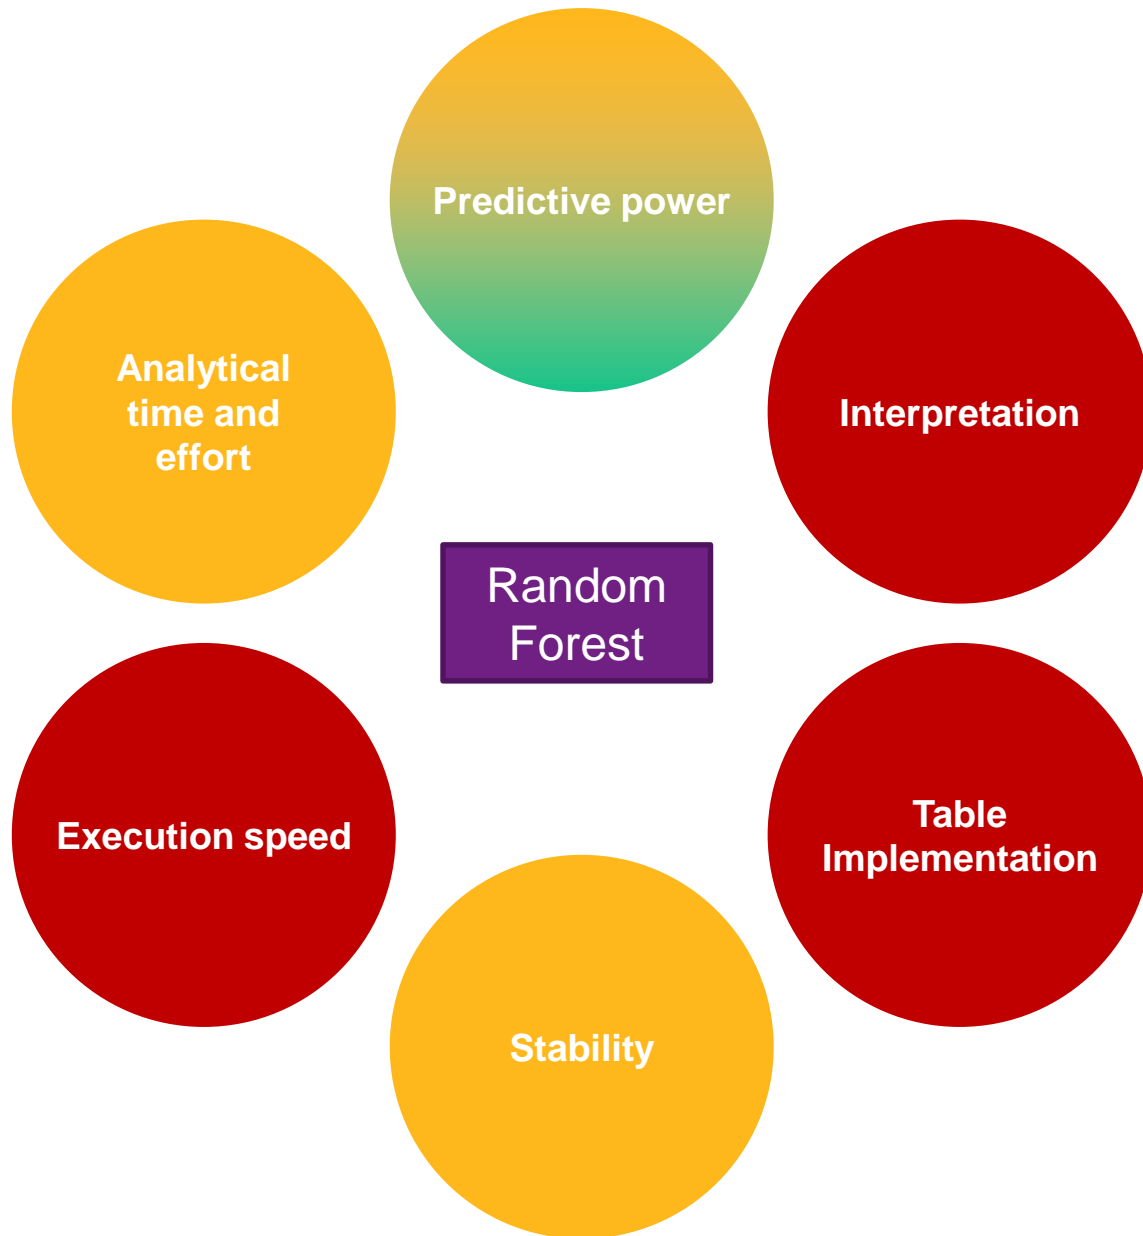 Predictive power
Analytical
time and
effort
Interpretation
Random
Forest
Execution speed
Table
Implementation
Stability